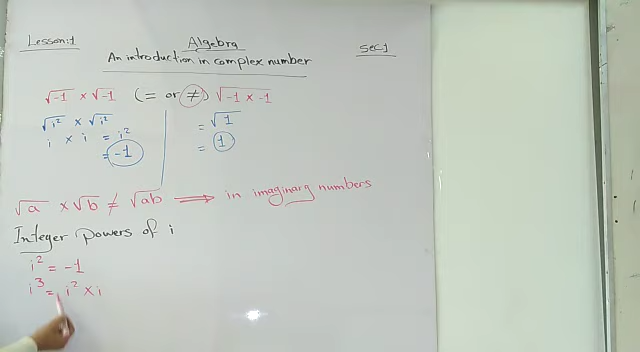 Lesson:1 Algebra sec1
An introduction in complex number
√-1 × √-1 (= or ≠) √-1 × -1
√i² × √i² = √1
i × i = i² = 1
= -1
√a × √b ≠ √ab ⟹ in imaginary numbers
Integer powers of i
i² = -1
i³ = i² × i